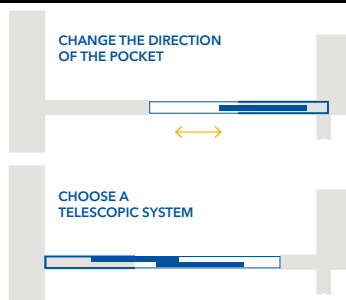 CHANGE THE DIRECTION
OF THE POCKET
CHOOSE A
TELESCOPIC SYSTEM